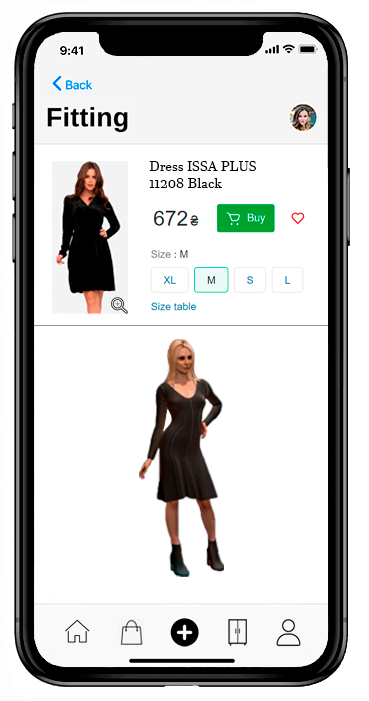 9:41
Back
Fitting
Dress ISSA PLUS
11208 Black
672₴
Buy
Size : M
XL M S L
Size table